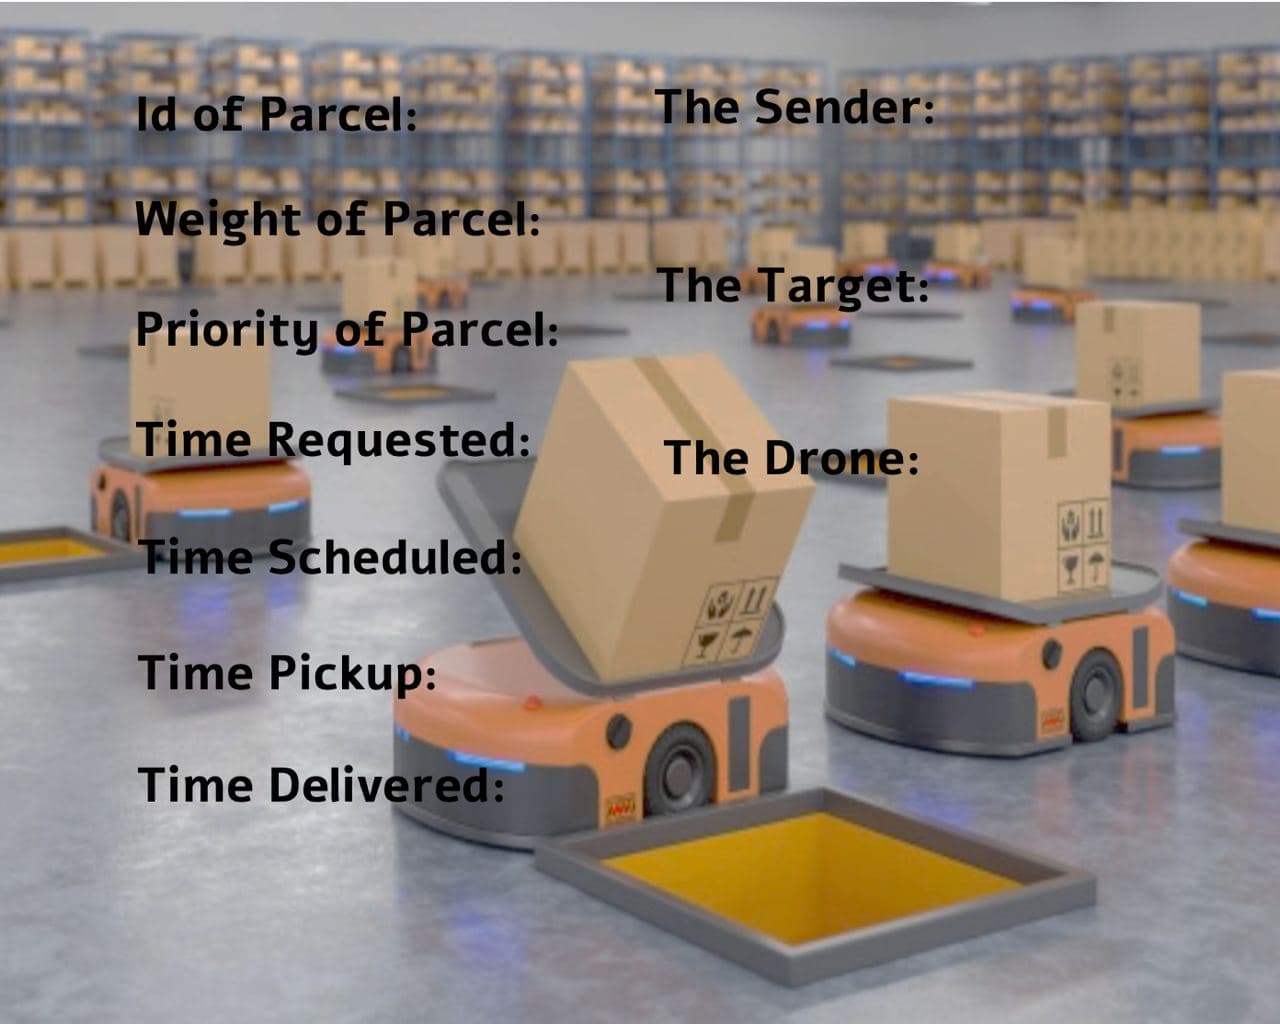 Id of Parcel:
Weight of Parcel:
Priority of Parcel:
Time Requested:
Time Scheduled:
Time Pickup:
Time Delivered:
The Sender:
The Target:
The Drone: